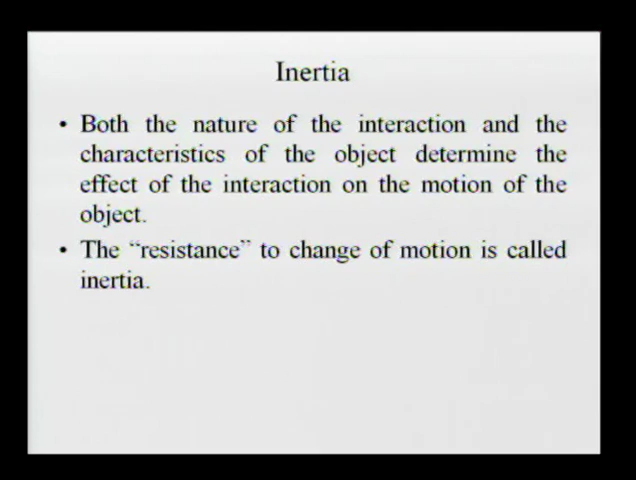 Inertia
• Both the nature of the interaction and the
characteristics of the object determine the
effect of the interaction on the motion of the
object.
• The “resistance” to change of motion is called
inertia.